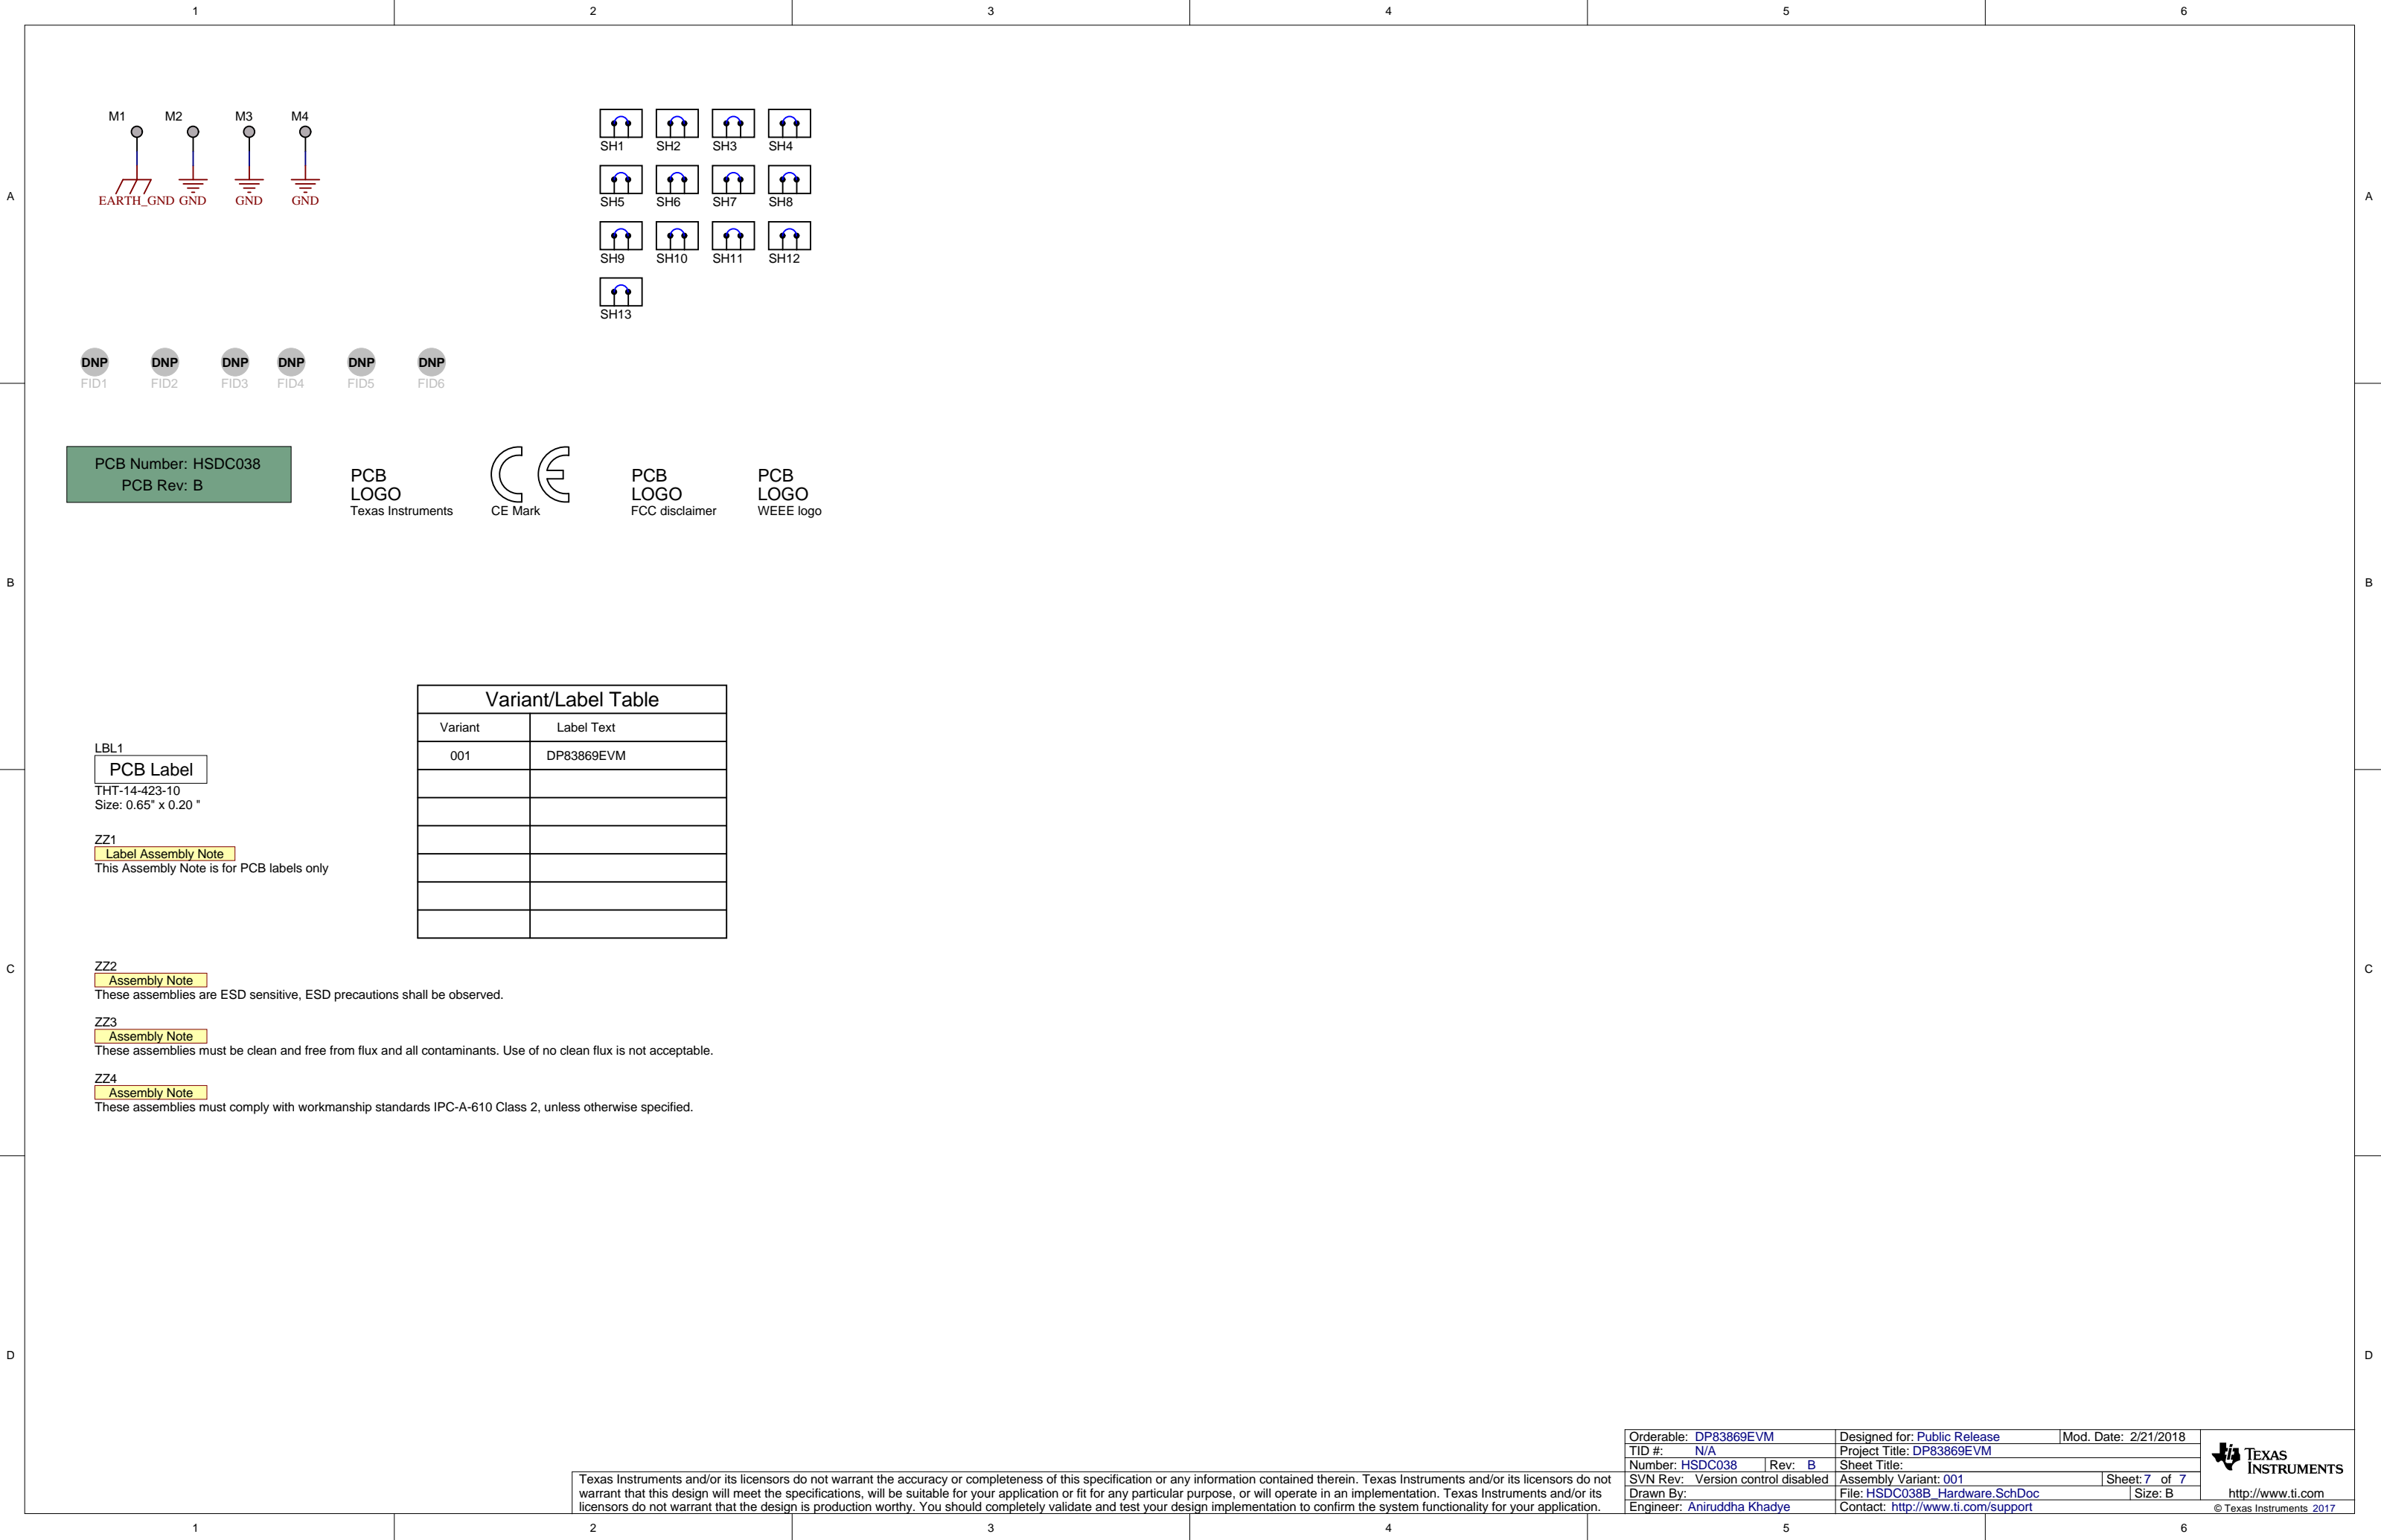 1 2 3 4 5 6
M1 M2 M3 M4
EARTH_GND GND GND GND
SH1 SH2 SH3 SH4
A A
SH5 SH6 SH7 SH8
SH9 SH10 SH11 SH12
SH13
DNP DNP DNP DNP DNP DNP
FID1 FID2 FID3 FID4 FID5 FID6
PCB Number: HSDC038
PCB Rev: B
PCB
LOGO
Texas Instruments
CE
CE Mark
PCB
LOGO
FCC disclaimer
PCB
LOGO
WEEE logo
B B
Variant/Label Table
Variant Label Text
001 DP83869EVM
LBL1
PCB Label
THT-14-423-10
Size: 0.65" x 0.20 "
ZZ1
Label Assembly Note
This Assembly Note is for PCB labels only
C C
ZZ2
Assembly Note
These assemblies are ESD sensitive, ESD precautions shall be observed.
ZZ3
Assembly Note
These assemblies must be clean and free from flux and all contaminants. Use of no clean flux is not acceptable.
ZZ4
Assembly Note
These assemblies must comply with workmanship standards IPC-A-610 Class 2, unless otherwise specified.
D D
Texas Instruments and/or its licensors do not warrant the accuracy or completeness of this specification or any information contained therein. Texas Instruments and/or its licensors do not
warrant that this design will meet the specifications, will be suitable for your application or fit for any particular purpose, or will operate in an implementation. Texas Instruments and/or its
licensors do not warrant that the design is production worthy. You should completely validate and test your design implementation to confirm the system functionality for your application.
Orderable: DP83869EVM Designed for: Public Release Mod. Date: 2/21/2018
TID #: N/A Project Title: DP83869EVM
Number: HSDC038 Rev: B Sheet Title:
SVN Rev: Version control disabled Assembly Variant: 001 Sheet: 7 of 7
Drawn By: File: HSDC038B_Hardware.SchDoc Size: B
Engineer: Aniruddha Khadye Contact: http://www.ti.com/support
TEXAS
INSTRUMENTS
http://www.ti.com
© Texas Instruments 2017
1 2 3 4 5 6